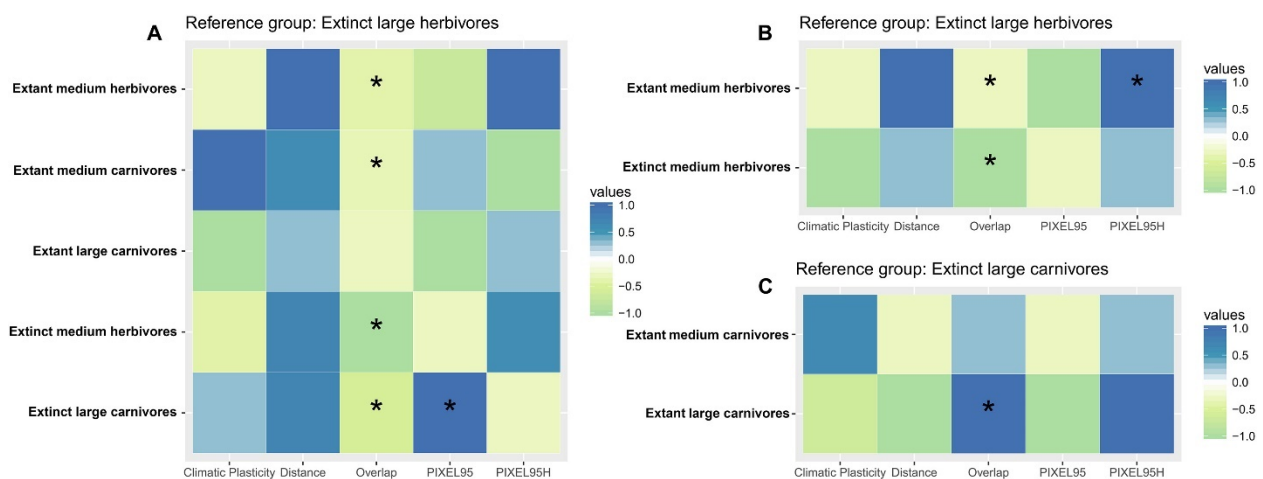 A
Reference group: Extinct large herbivores
Extant medium herbivores
*
Extant medium carnivores
*
Extant large carnivores
Extinct medium herbivores
*
Extinct large carnivores
* *
Climatic Plasticity Distance Overlap PIXEL95 PIXEL95H
values
1.0
0.5
0.0
−0.5
−1.0
B
Reference group: Extinct large herbivores
Extant medium herbivores
* *
Extinct medium herbivores
*
Climatic Plasticity Distance Overlap PIXEL95 PIXEL95H
values
1.0
0.5
0.0
−0.5
−1.0
C
Reference group: Extinct large carnivores
Extant medium carnivores
Extant large carnivores
*
Climatic Plasticity Distance Overlap PIXEL95 PIXEL95H
values
1.0
0.5
0.0
−0.5
−1.0